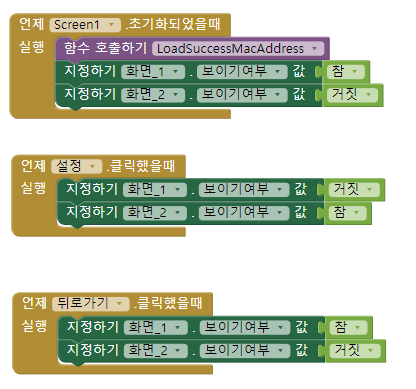 언제 Screen1 .초기화되었을때
실행 함수 호출하기 LoadSuccessMacAddress
지정하기 화면_1 . 보이기여부 값 참
지정하기 화면_2 . 보이기여부 값 거짓
언제 설정 .클릭했을때
실행 지정하기 화면_1 . 보이기여부 값 거짓
지정하기 화면_2 . 보이기여부 값 참
언제 뒤로가기 .클릭했을때
실행 지정하기 화면_1 . 보이기여부 값 참
지정하기 화면_2 . 보이기여부 값 거짓